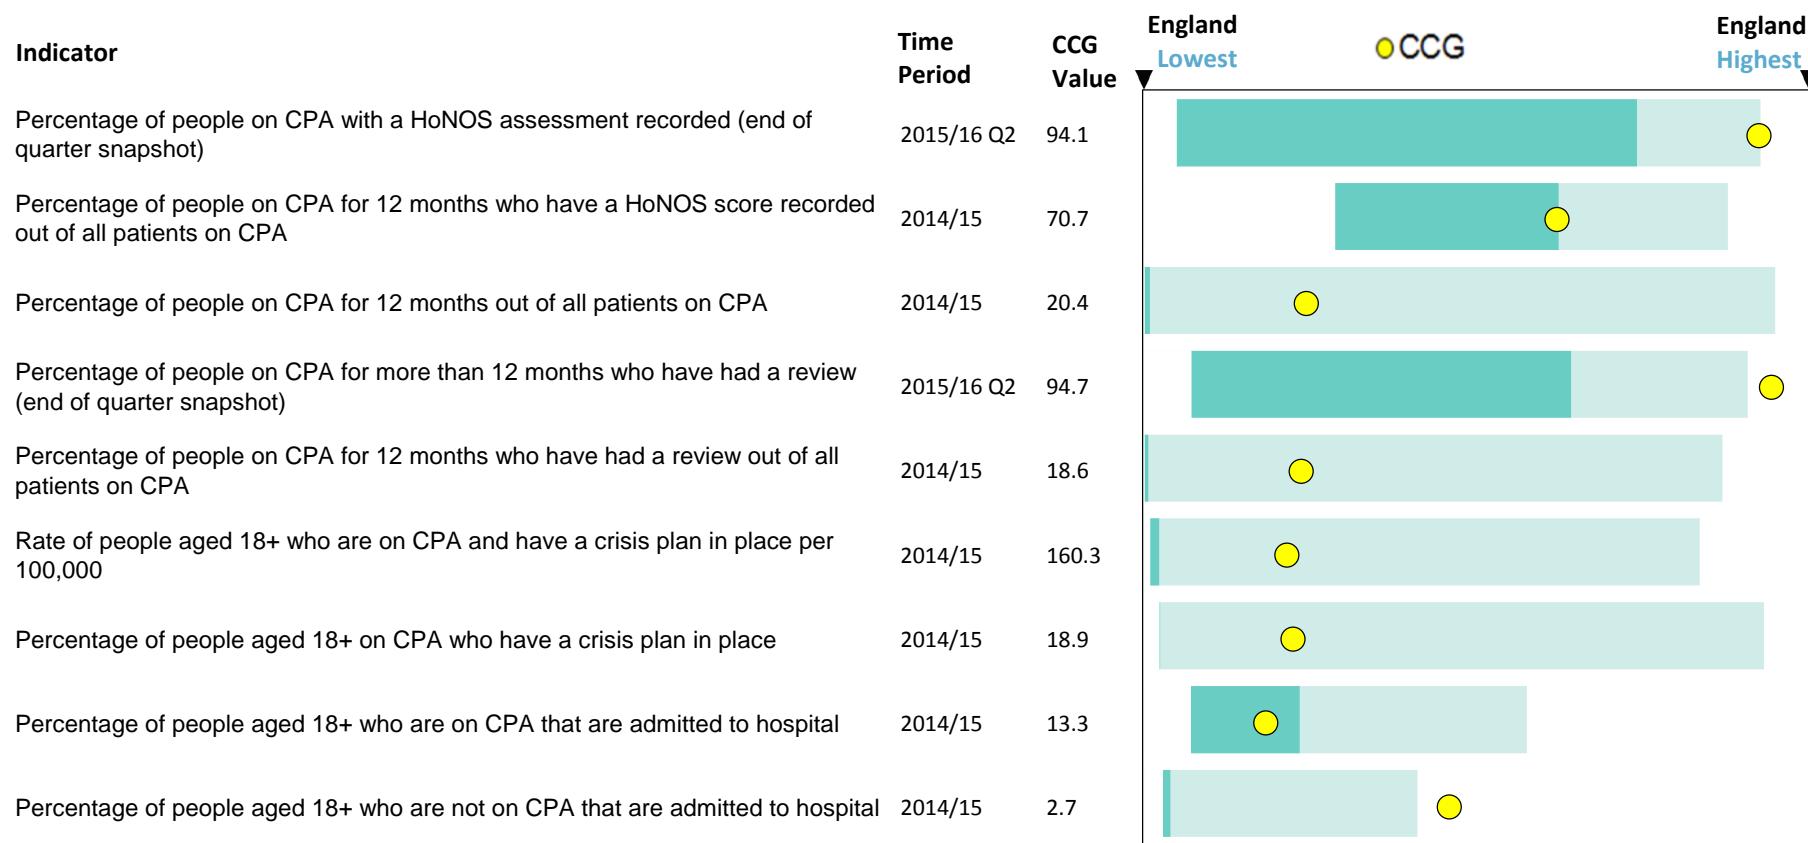 Indicator
Time
Period
CCG
Value
England
Lowest
CCG
England
Highest
Percentage of people on CPA with a HoNOS assessment recorded (end of
quarter snapshot)
2015/16 Q2
94.1
Percentage of people on CPA for 12 months who have a HoNOS score recorded
out of all patients on CPA
2014/15
70.7
Percentage of people on CPA for 12 months out of all patients on CPA
2014/15
20.4
Percentage of people on CPA for more than 12 months who have had a review
(end of quarter snapshot)
2015/16 Q2
94.7
Percentage of people on CPA for 12 months who have had a review out of all
patients on CPA
2014/15
18.6
Rate of people aged 18+ who are on CPA and have a crisis plan in place per
100,000
2014/15
160.3
Percentage of people aged 18+ on CPA who have a crisis plan in place
2014/15
18.9
Percentage of people aged 18+ who are on CPA that are admitted to hospital
2014/15
13.3
Percentage of people aged 18+ who are not on CPA that are admitted to hospital
2014/15
2.7